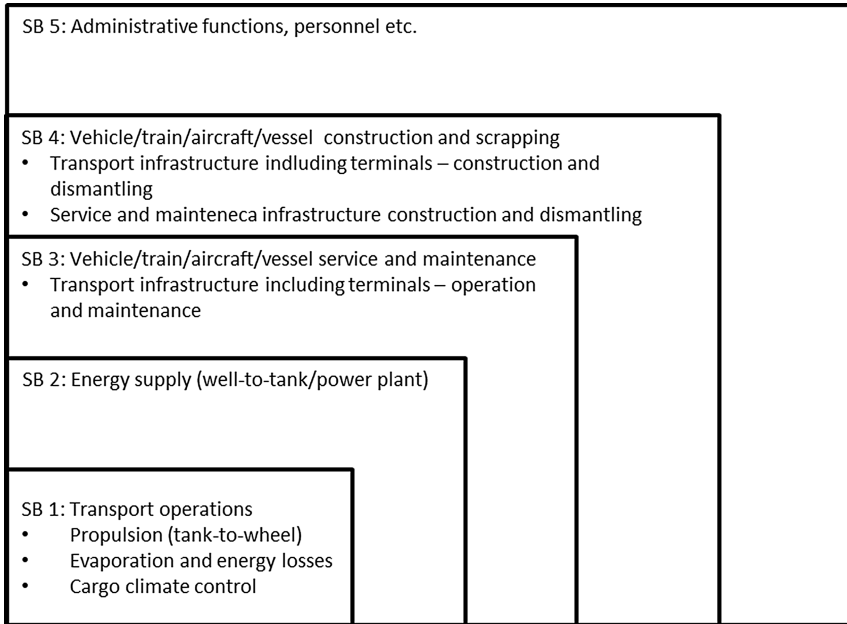 SB 5: Administrative functions, personnel etc.
SB 4: Vehicle/train/aircraft/vessel construction and scrapping
• Transport infrastructure indluding terminals – construction and
dismantling
• Service and mainteneca infrastructure construction and dismantling
SB 3: Vehicle/train/aircraft/vessel service and maintenance
• Transport infrastructure including terminals – operation
and maintenance
SB 2: Energy supply (well-to-tank/power plant)
SB 1: Transport operations
• Propulsion (tank-to-wheel)
• Evaporation and energy losses
• Cargo climate control